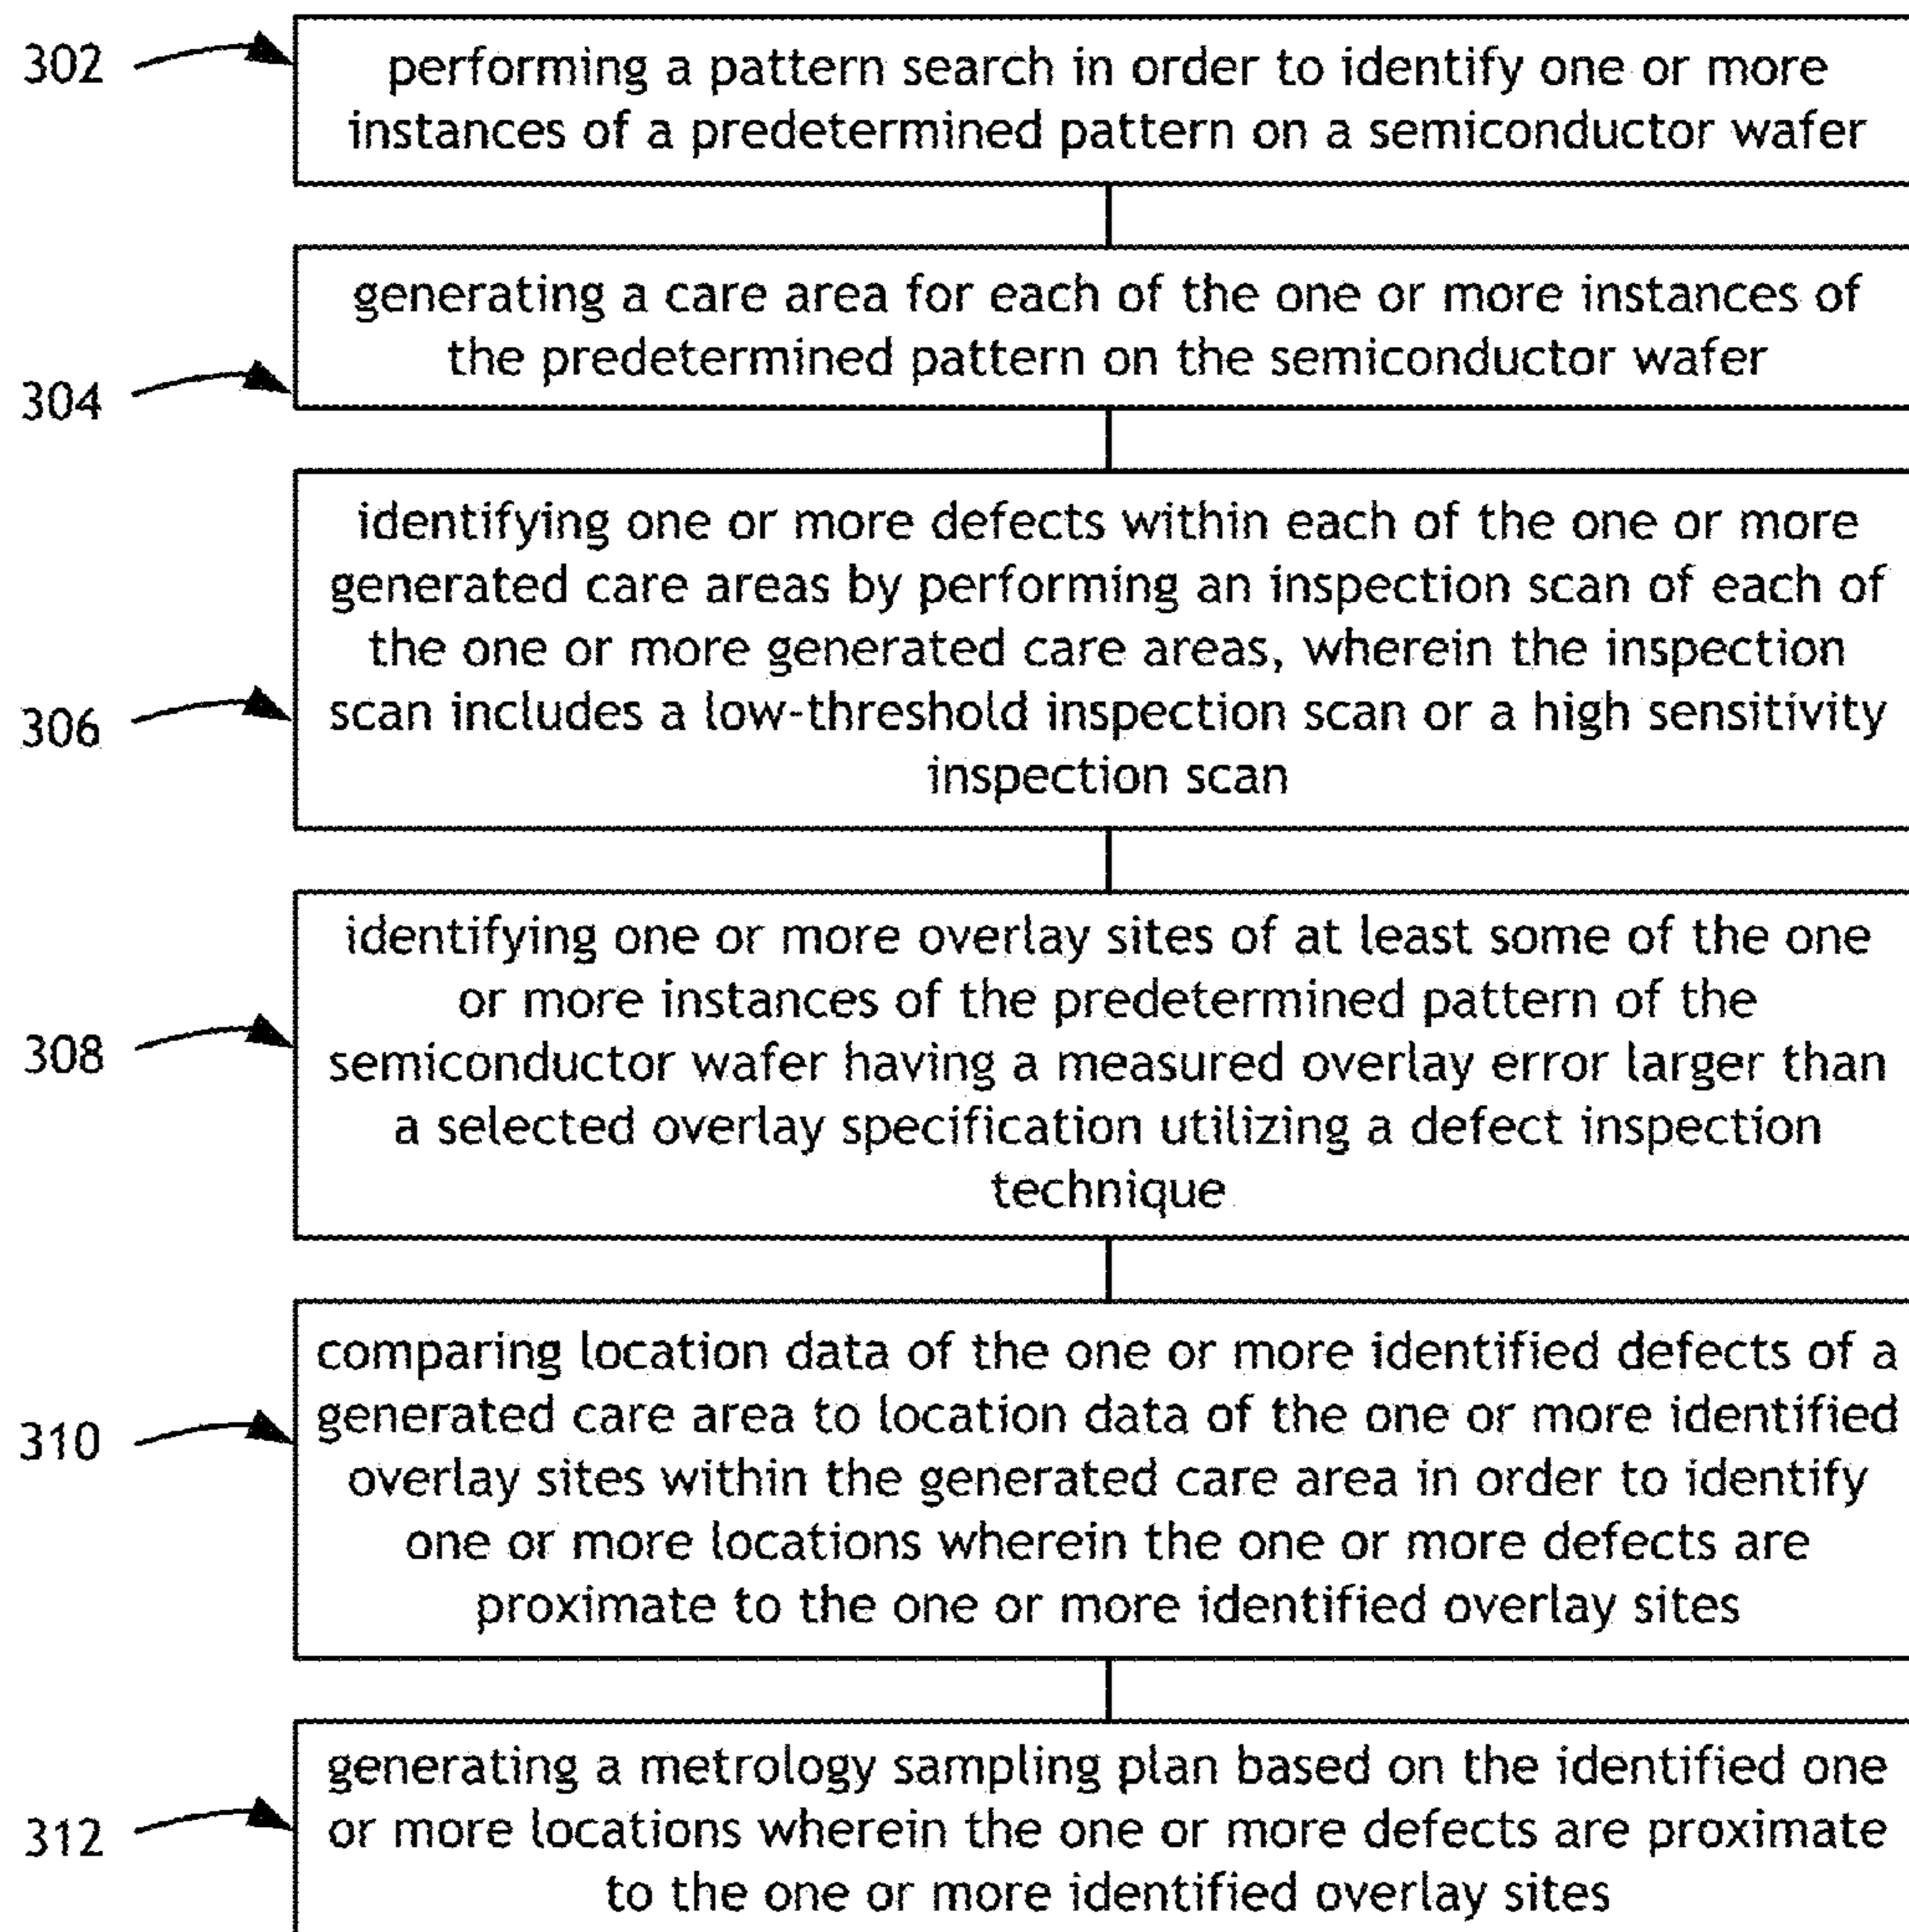 302
performing a pattern search in order to identify one or more
instances of a predetermined pattern on a semiconductor wafer
generating a care area for each of the one or more instances of
the predetermined pattern on the semiconductor wafer
304
identifying one or more defects within each of the one or more
generated care areas by performing an inspection scan of each of
the one or more generated care areas, wherein the inspection
scan includes a low-threshold inspection scan or a high sensitivity
inspection scan
306
identifying one or more overlay sites of at least some of the one
or more instances of the predetermined pattern of the
semiconductor wafer having a measured overlay error larger than
a selected overlay specification utilizing a defect inspection
technique
308
comparing location data of the one or more identified defects of a
generated care area to location data of the one or more identified
overlay sites within the generated care area in order to identify
one or more locations wherein the one or more defects are
proximate to the one or more identified overlay sites
310
generating a metrology sampling plan based on the identified one
or more locations wherein the one or more defects are proximate
to the one or more identified overlay sites
312